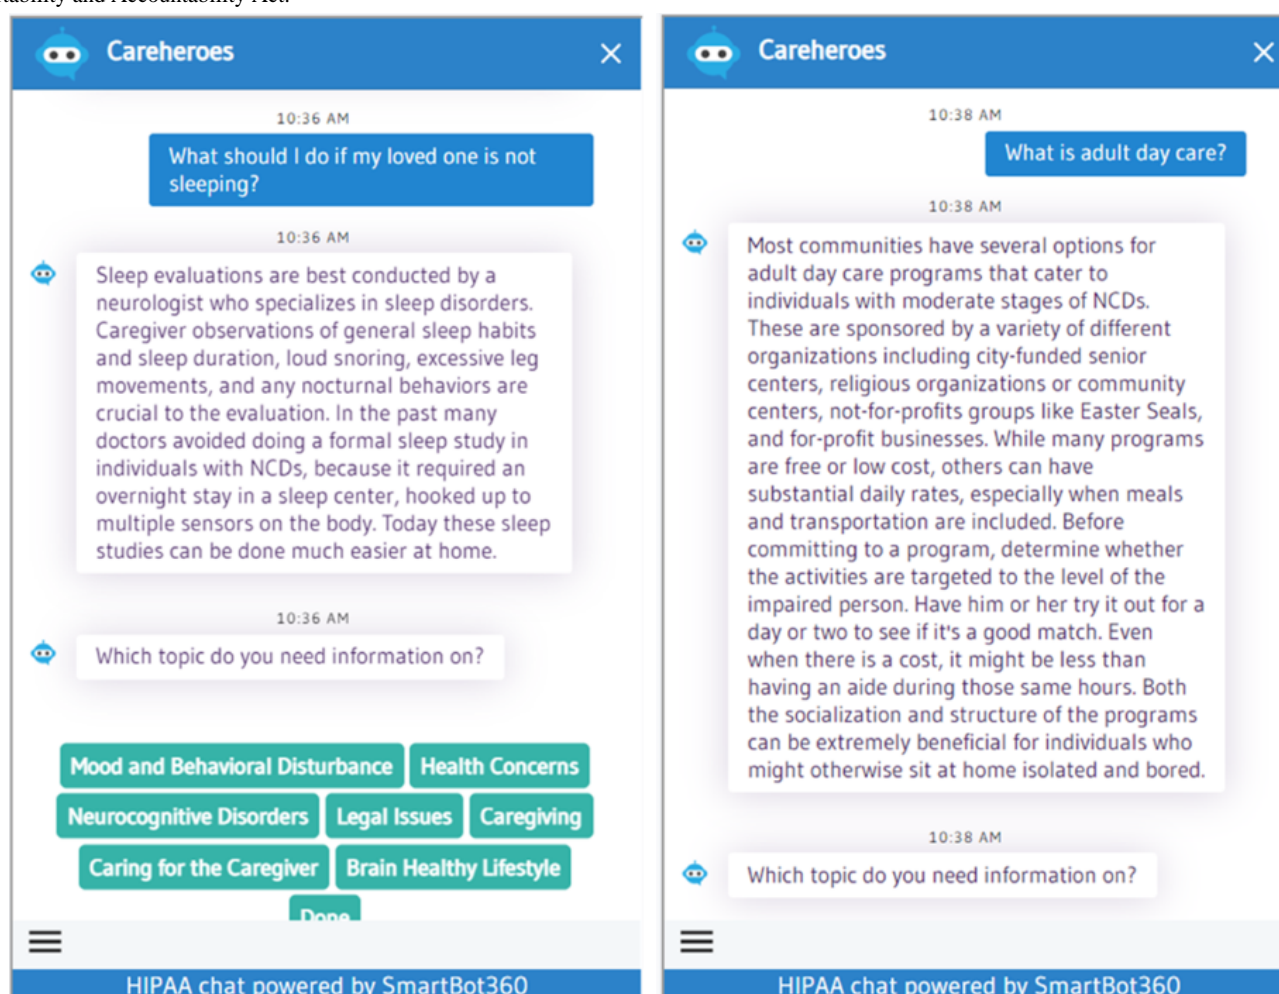 tability and Accountability Act.
Careheroes
10:36 AM
What should I do if my loved one is not
sleeping?
10:36 AM
Sleep evaluations are best conducted by a
neurologist who specializes in sleep disorders.
Caregiver observations of general sleep habits
and sleep duration, loud snoring, excessive leg
movements, and any nocturnal behaviors are
crucial to the evaluation. In the past many
doctors avoided doing a formal sleep study in
individuals with NCDs, because it required an
overnight stay in a sleep center, hooked up to
multiple sensors on the body. Today these sleep
studies can be done much easier at home.
10:36 AM
Which topic do you need information on?
Mood and Behavioral Disturbance
Health Concerns
Neurocognitive Disorders
Legal Issues
Caregiving
Caring for the Caregiver
Brain Healthy Lifestyle
Done
HIPAA chat powered by SmartBot360
Careheroes
10:38 AM
What is adult day care?
10:38 AM
Most communities have several options for
adult day care programs that cater to
individuals with moderate stages of NCDs.
These are sponsored by a variety of different
organizations including city-funded senior
centers, religious organizations or community
centers, not-for-profits groups like Easter Seals,
and for-profit businesses. While many programs
are free or low cost, others can have
substantial daily rates, especially when meals
and transportation are included. Before
committing to a program, determine whether
the activities are targeted to the level of the
impaired person. Have him or her try it out for a
day or two to see if it's a good match. Even
when there is a cost, it might be less than
having an aide during those same hours. Both
the socialization and structure of the programs
can be extremely beneficial for individuals who
might otherwise sit at home isolated and bored.
10:38 AM
Which topic do you need information on?
HIPAA chat powered by SmartBot360